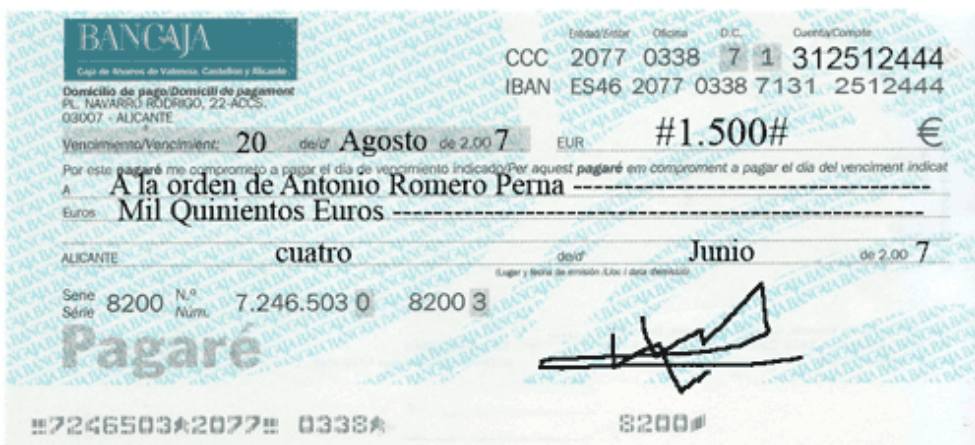 BANCAJA
Caja de Ahorros de Valencia, Castellon y Alicante
Entidad/Entitat Oficina D.C. Cuenta/Compte
CCC 2077 0338 7 1 312512444
IBAN ES46 2077 0338 7131 2512444
Domicilio de pago/Domicili de pagament
PL. NAVARRO RODRIGO, 22-ACCS.
03007 - ALICANTE
Vencimiento/Venciment: 20 de/d' Agosto de 2.00 7 EUR #1.500# €
Por este pagaré me comprometo a pagar el día de vencimiento indicado/Per aquest pagaré em compromet a pagar el dia del venciment indicat
A A la orden de Antonio Romero Perna ------------------------------
Euros Mil Quinientos Euros --------------------------------------------
ALICANTE cuatro de/d' Junio de 2.00 7
(Lugar y fecha de emisión /Lloc i data d'emissió)
Serie Sèrie 8200 N.º Núm. 7.246.503 0 8200 3
Pagaré
7246503 2077 0338 8200